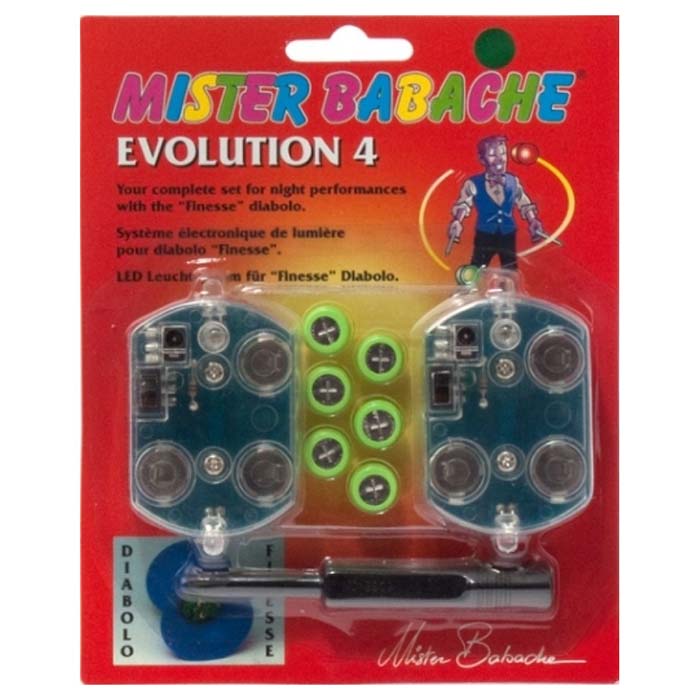 MISTER BABACHE®
EVOLUTION 4
Your complete set for night performances
with the "Finesse" diabolo.
Système électronique de lumière
pour diabolo "Finesse".
für "Finesse" Diabolo.
DIABOLO
FINESSE
Mister Babache